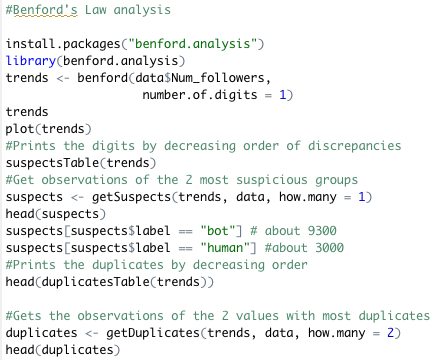 #Benford's Law analysis
install.packages("benford.analysis")
library(benford.analysis)
trends <- benford(data$Num_followers,
number.of.digits = 1)
trends
plot(trends)
#Prints the digits by decreasing order of discrepancies
suspectsTable(trends)
#Get observations of the 2 most suspicious groups
suspects <- getSuspects(trends, data, how.many = 1)
head(suspects)
suspects[suspects$label == "bot"] # about 9300
suspects[suspects$label == "human"] #about 3000
#Prints the duplicates by decreasing order
head(duplicatesTable(trends))
#Gets the observations of the 2 values with most duplicates
duplicates <- getDuplicates(trends, data, how.many = 2)
head(duplicates)